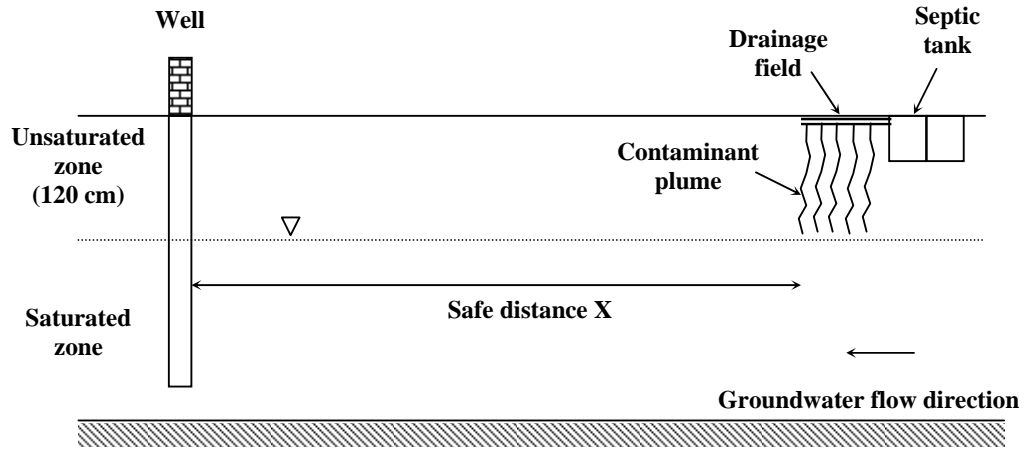 Well
Septic
tank
Drainage
field
Unsaturated
zone
(120 cm)
Contaminant
plume
Safe distance X
Saturated
zone
Groundwater flow direction